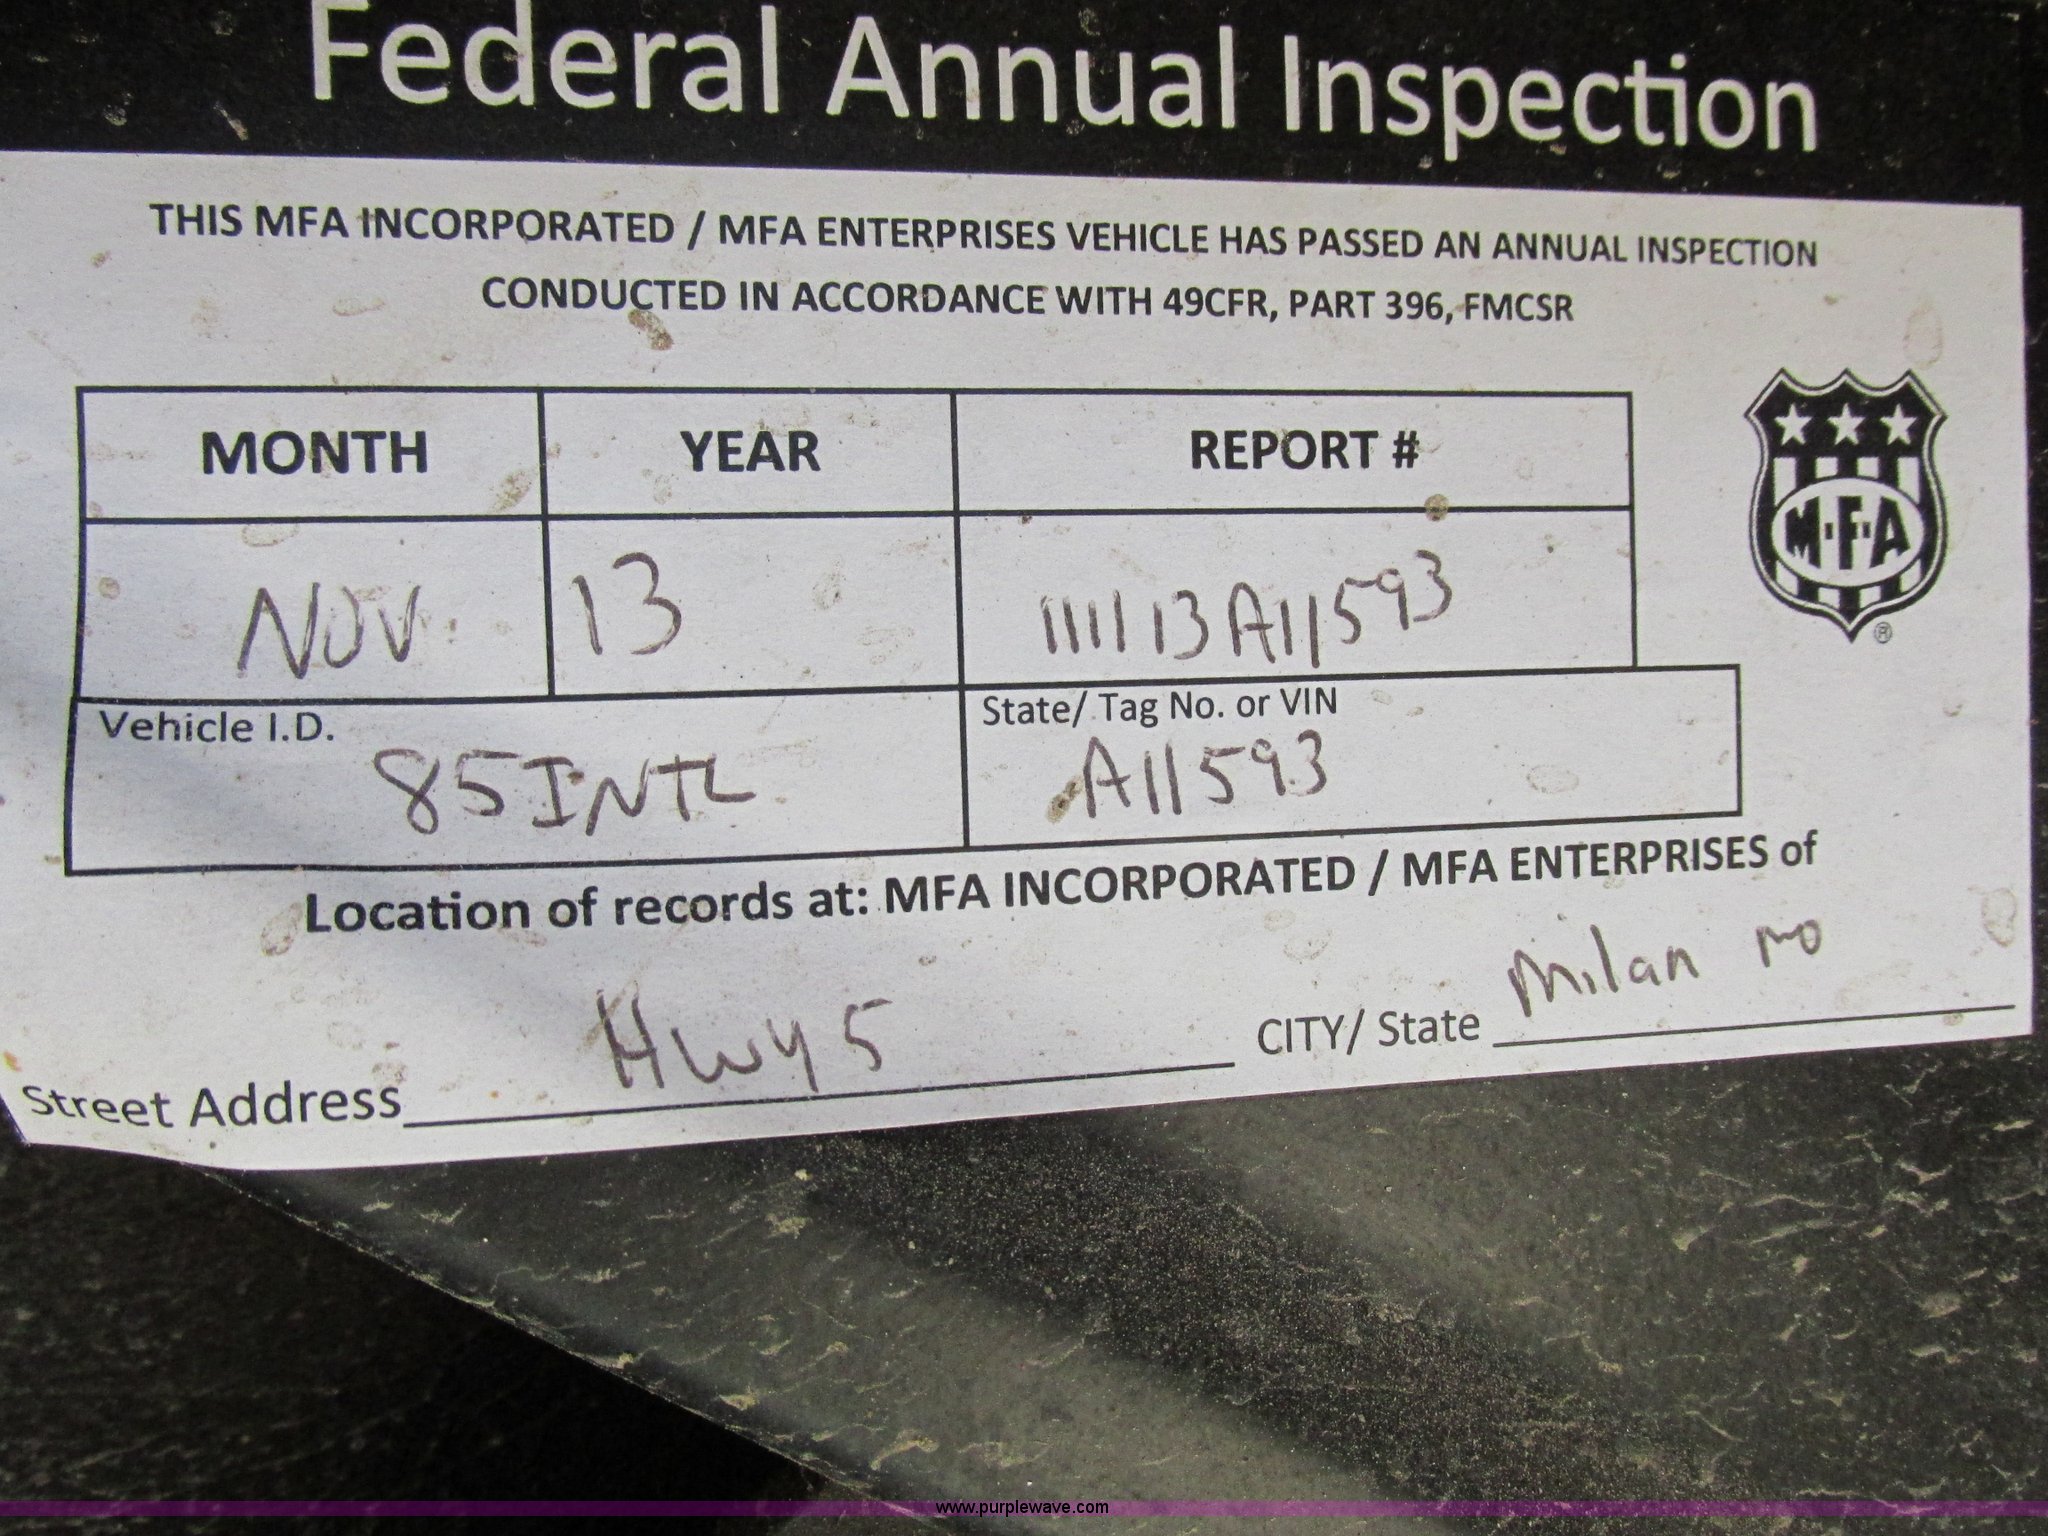 Federal Annual Inspection
THIS MFA INCORPORATED / MFA ENTERPRISES VEHICLE HAS PASSED AN ANNUAL INSPECTION
CONDUCTED IN ACCORDANCE WITH 49CFR, PART 396, FMCSR
MONTH YEAR REPORT #
M·F·A
®
NOV. 13 111113A11593
Vehicle I.D. State/ Tag No. or VIN
85INTL A11593
Location of records at: MFA INCORPORATED / MFA ENTERPRISES of
Street Address Hwy 5 CITY/ State Milan mo
www.purplewave.com